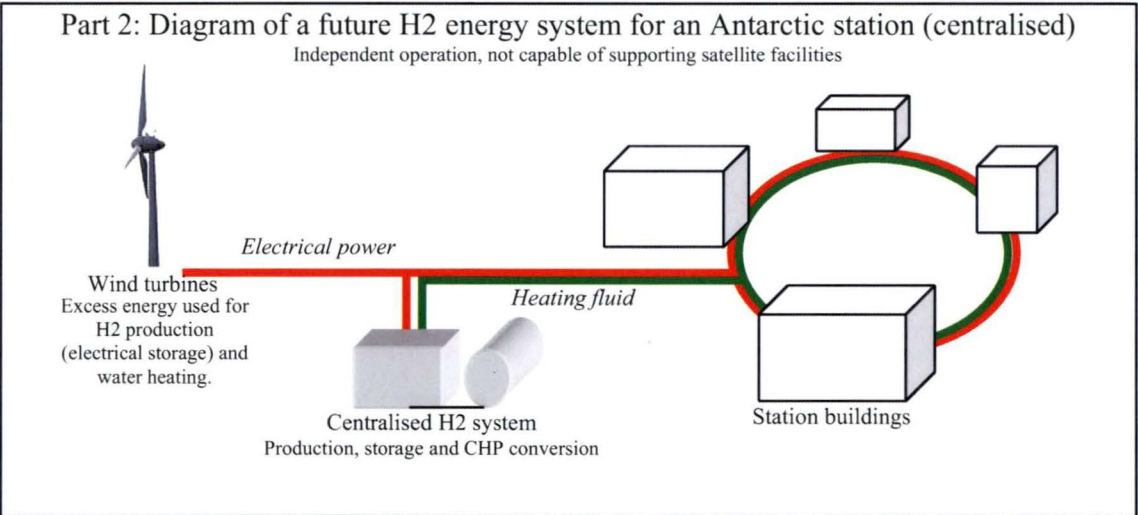 Part 2: Diagram of a future H2 energy system for an Antarctic station (centralised)
Independent operation, not capable of supporting satellite facilities
Electrical power
Wind turbines
Excess energy used for
H2 production
(electrical storage) and
water heating.
Heating fluid
Centralised H2 system
Production, storage and CHP conversion
Station buildings